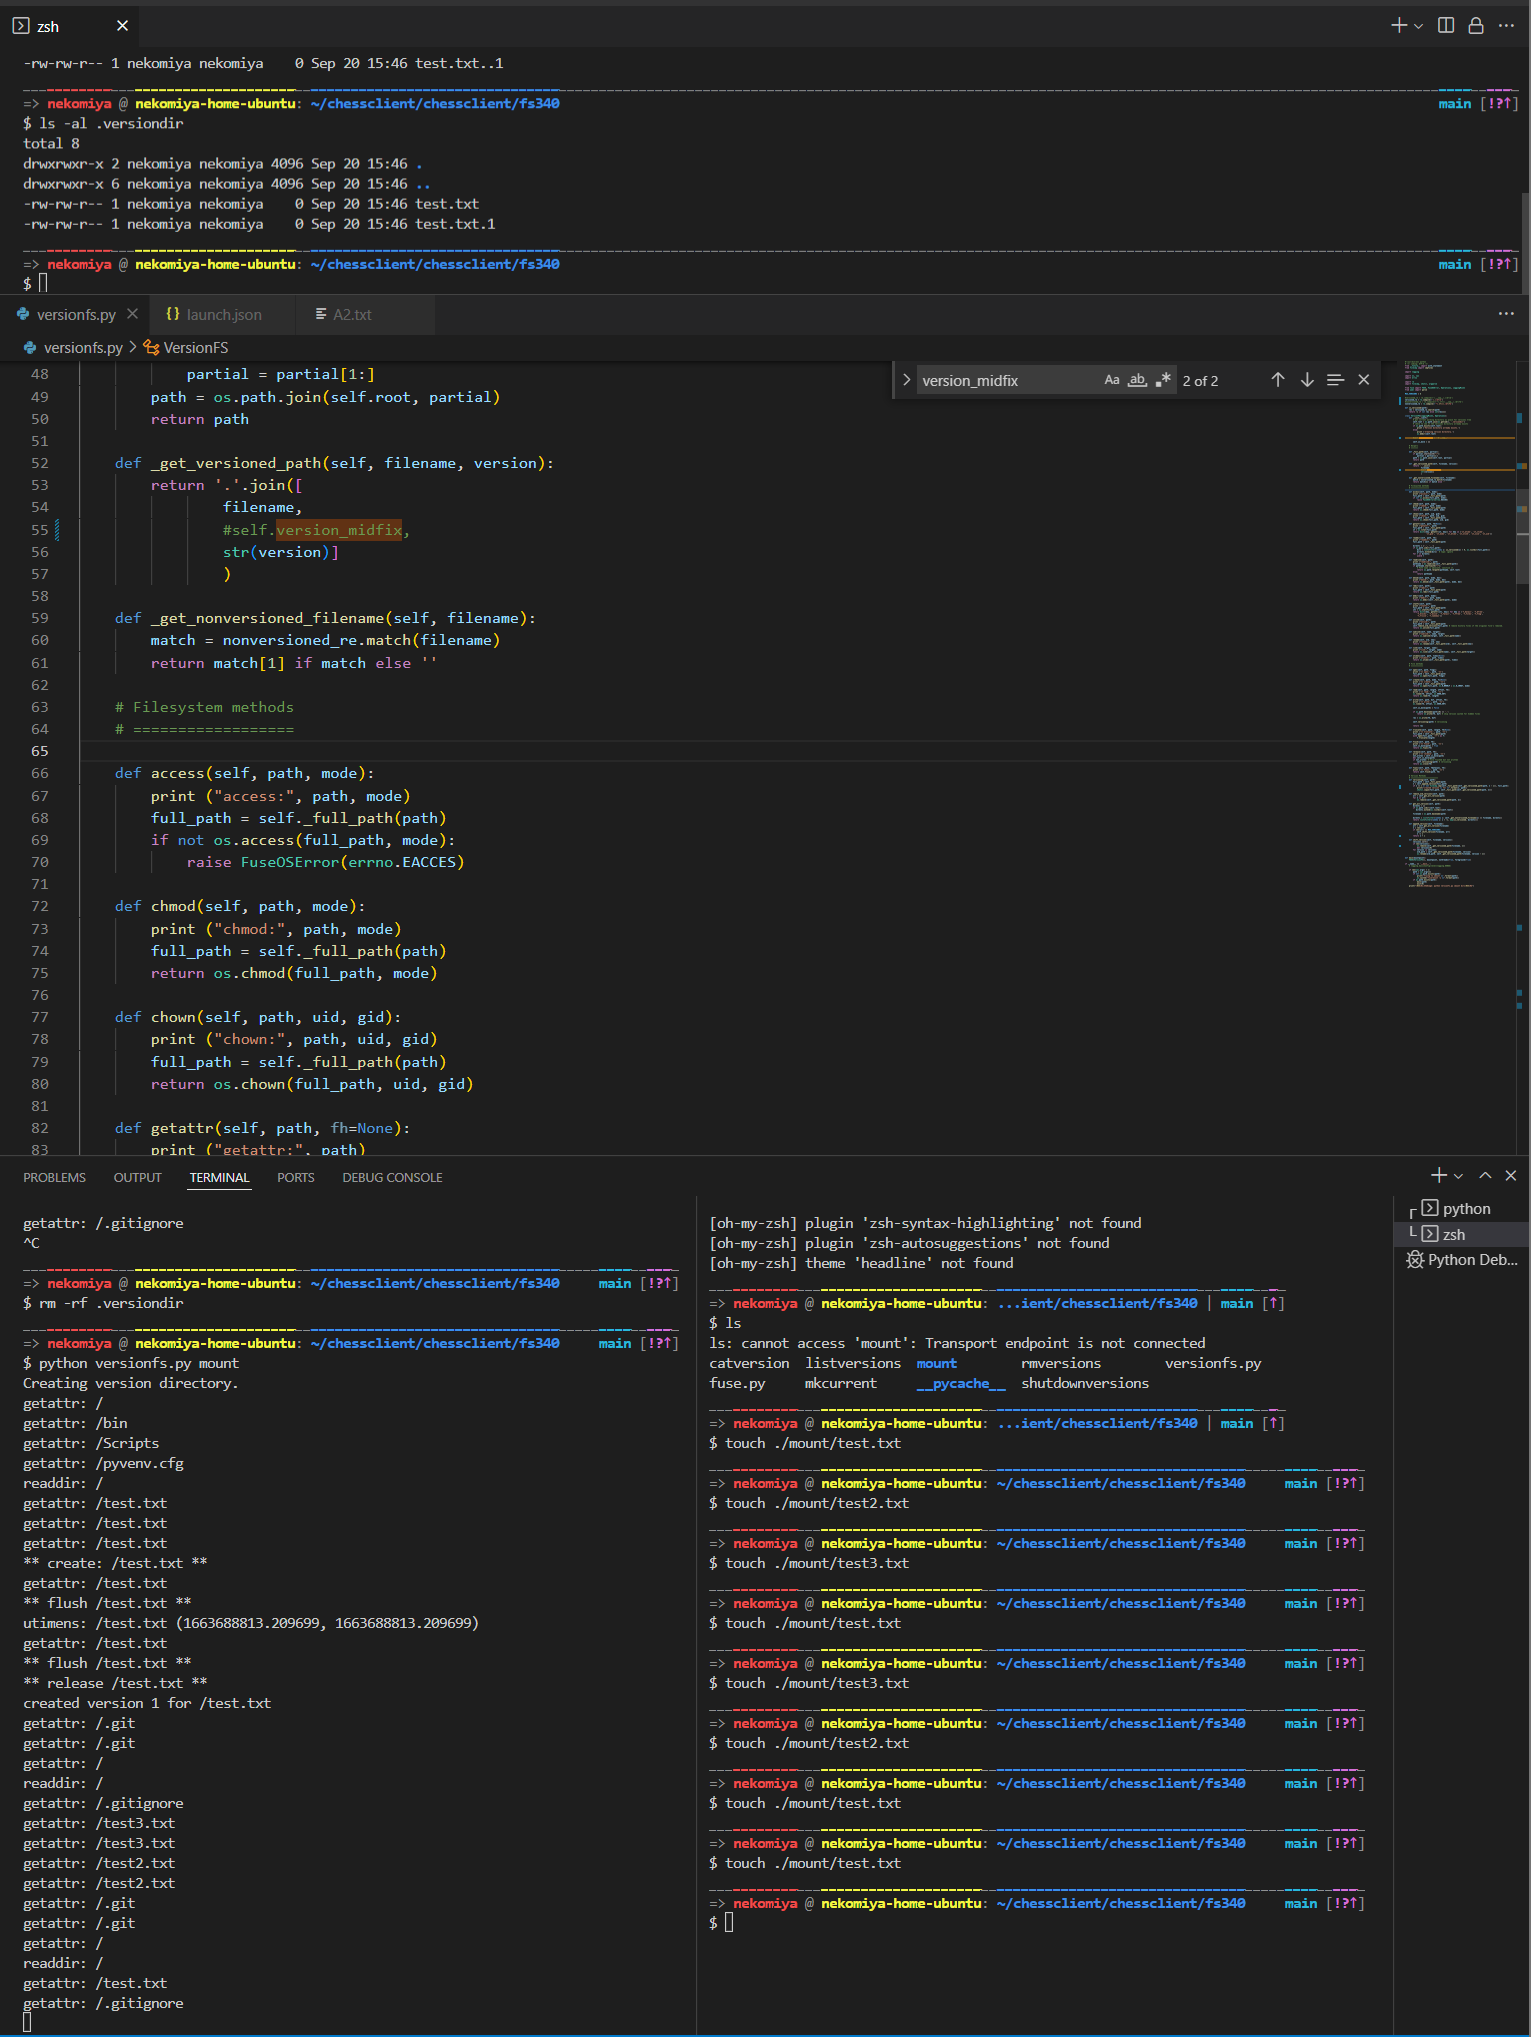 zsh
-rw-rw-r-- 1 nekomiya nekomiya    0 Sep 20 15:46 test.txt..1
=> nekomiya @ nekomiya-home-ubuntu: ~/chessclient/chessclient/fs340 main [!?↑]
$ ls -al .versiondir
total 8
drwxrwxr-x 2 nekomiya nekomiya 4096 Sep 20 15:46 .
drwxrwxr-x 6 nekomiya nekomiya 4096 Sep 20 15:46 ..
-rw-rw-r-- 1 nekomiya nekomiya    0 Sep 20 15:46 test.txt
-rw-rw-r-- 1 nekomiya nekomiya    0 Sep 20 15:46 test.txt.1
=> nekomiya @ nekomiya-home-ubuntu: ~/chessclient/chessclient/fs340 main [!?↑]
$
versionfs.py {} launch.json A2.txt
versionfs.py > VersionFS
version_midfix Aa ab .* 2 of 2
48 partial = partial[1:]
49 path = os.path.join(self.root, partial)
50 return path
51
52 def _get_versioned_path(self, filename, version):
53 return '.'.join([
54 filename,
55 #self.version_midfix,
56 str(version)]
57 )
58
59 def _get_nonversioned_filename(self, filename):
60 match = nonversioned_re.match(filename)
61 return match[1] if match else ''
62
63 # Filesystem methods
64 # ==================
65
66 def access(self, path, mode):
67 print ("access:", path, mode)
68 full_path = self._full_path(path)
69 if not os.access(full_path, mode):
70 raise FuseOSError(errno.EACCES)
71
72 def chmod(self, path, mode):
73 print ("chmod:", path, mode)
74 full_path = self._full_path(path)
75 return os.chmod(full_path, mode)
76
77 def chown(self, path, uid, gid):
78 print ("chown:", path, uid, gid)
79 full_path = self._full_path(path)
80 return os.chown(full_path, uid, gid)
81
82 def getattr(self, path, fh=None):
83 print ("getattr:", path)
PROBLEMS OUTPUT TERMINAL PORTS DEBUG CONSOLE
getattr: /.gitignore
^C
=> nekomiya @ nekomiya-home-ubuntu: ~/chessclient/chessclient/fs340 main [!?↑]
$ rm -rf .versiondir
=> nekomiya @ nekomiya-home-ubuntu: ~/chessclient/chessclient/fs340 main [!?↑]
$ python versionfs.py mount
Creating version directory.
getattr: /
getattr: /bin
getattr: /Scripts
getattr: /pyvenv.cfg
readdir: /
getattr: /test.txt
getattr: /test.txt
getattr: /test.txt
** create: /test.txt **
getattr: /test.txt
** flush /test.txt **
utimens: /test.txt (1663688813.209699, 1663688813.209699)
getattr: /test.txt
** flush /test.txt **
** release /test.txt **
created version 1 for /test.txt
getattr: /.git
getattr: /.git
getattr: /
readdir: /
getattr: /.gitignore
getattr: /test3.txt
getattr: /test3.txt
getattr: /test2.txt
getattr: /test2.txt
getattr: /.git
getattr: /.git
getattr: /
readdir: /
getattr: /test.txt
getattr: /.gitignore
[oh-my-zsh] plugin 'zsh-syntax-highlighting' not found
[oh-my-zsh] plugin 'zsh-autosuggestions' not found
[oh-my-zsh] theme 'headline' not found
=> nekomiya @ nekomiya-home-ubuntu: ...ient/chessclient/fs340 | main [↑]
$ ls
ls: cannot access 'mount': Transport endpoint is not connected
catversion listversions mount rmversions versionfs.py
fuse.py mkcurrent __pycache__ shutdownversions
=> nekomiya @ nekomiya-home-ubuntu: ...ient/chessclient/fs340 | main [↑]
$ touch ./mount/test.txt
=> nekomiya @ nekomiya-home-ubuntu: ~/chessclient/chessclient/fs340 main [!?↑]
$ touch ./mount/test2.txt
=> nekomiya @ nekomiya-home-ubuntu: ~/chessclient/chessclient/fs340 main [!?↑]
$ touch ./mount/test3.txt
=> nekomiya @ nekomiya-home-ubuntu: ~/chessclient/chessclient/fs340 main [!?↑]
$ touch ./mount/test.txt
=> nekomiya @ nekomiya-home-ubuntu: ~/chessclient/chessclient/fs340 main [!?↑]
$ touch ./mount/test3.txt
=> nekomiya @ nekomiya-home-ubuntu: ~/chessclient/chessclient/fs340 main [!?↑]
$ touch ./mount/test2.txt
=> nekomiya @ nekomiya-home-ubuntu: ~/chessclient/chessclient/fs340 main [!?↑]
$ touch ./mount/test.txt
=> nekomiya @ nekomiya-home-ubuntu: ~/chessclient/chessclient/fs340 main [!?↑]
$ touch ./mount/test.txt
=> nekomiya @ nekomiya-home-ubuntu: ~/chessclient/chessclient/fs340 main [!?↑]
$
python
zsh
Python Deb...